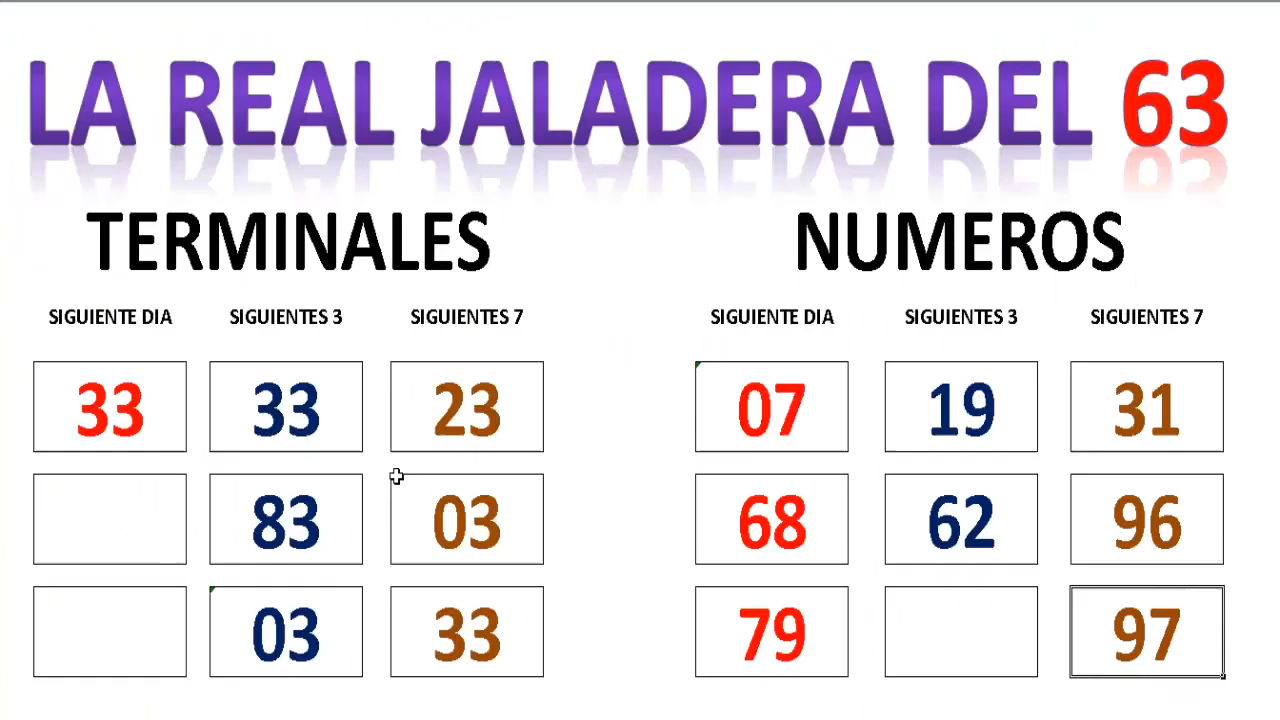 LA REAL JALADERA DEL 63
TERMINALES NUMEROS
SIGUIENTE DIA SIGUIENTES 3 SIGUIENTES 7 SIGUIENTE DIA SIGUIENTES 3 SIGUIENTES 7
33 33 23 07 19 31
83 03 68 62 96
03 33 79 97